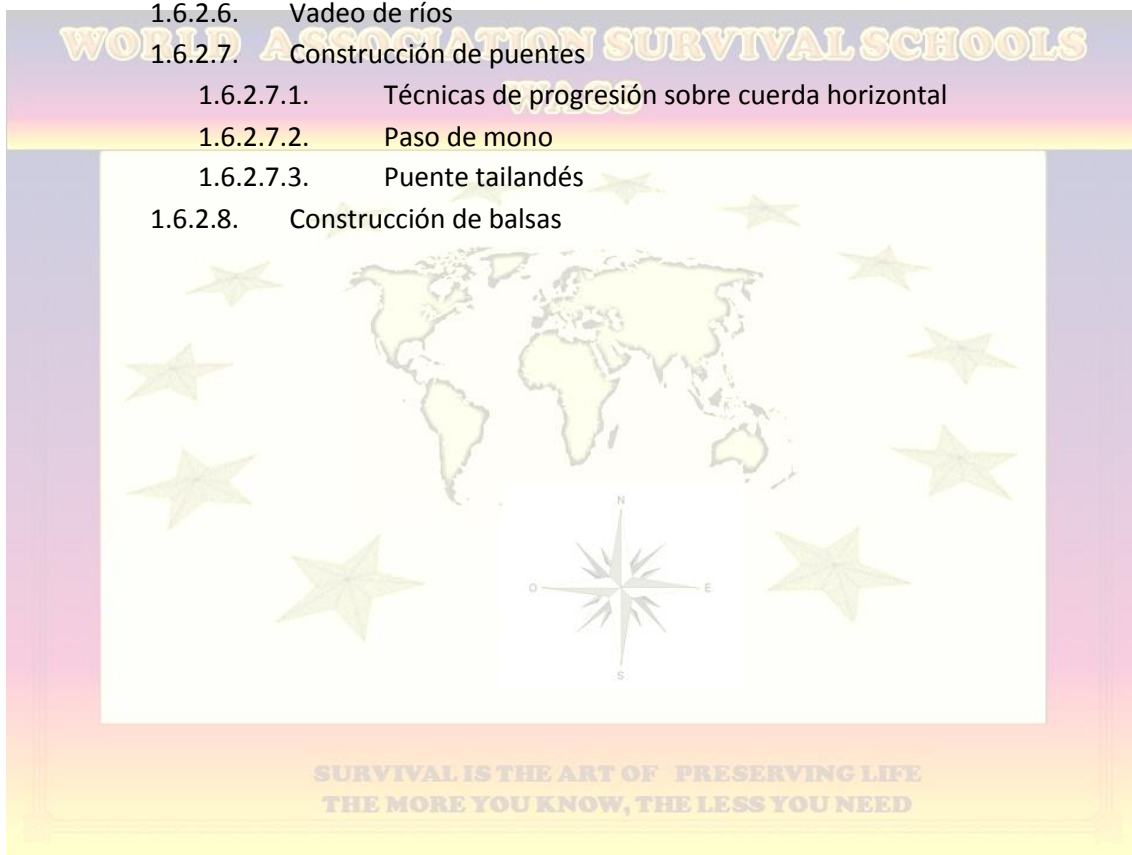 1.6.2.6. Vadeo de ríos
WORLD ASSOCIATION SURVIVAL SCHOOLS
1.6.2.7. Construcción de puentes
WASS
1.6.2.7.1. Técnicas de progresión sobre cuerda horizontal
1.6.2.7.2. Paso de mono
1.6.2.7.3. Puente tailandés
1.6.2.8. Construcción de balsas
N
O
E
S
SURVIVAL IS THE ART OF PRESERVING LIFE
THE MORE YOU KNOW, THE LESS YOU NEED